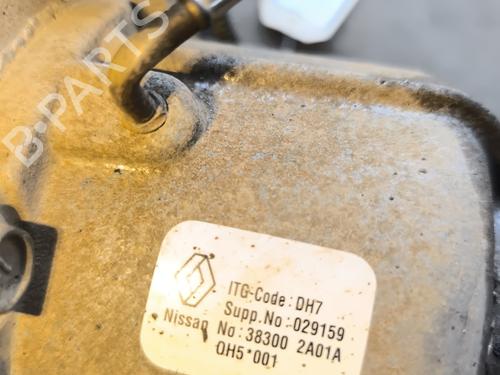 B-PARTS
ITG-Code: DH7
Supp.No :029159
Nissan No:38300 2A01A
0H5*001